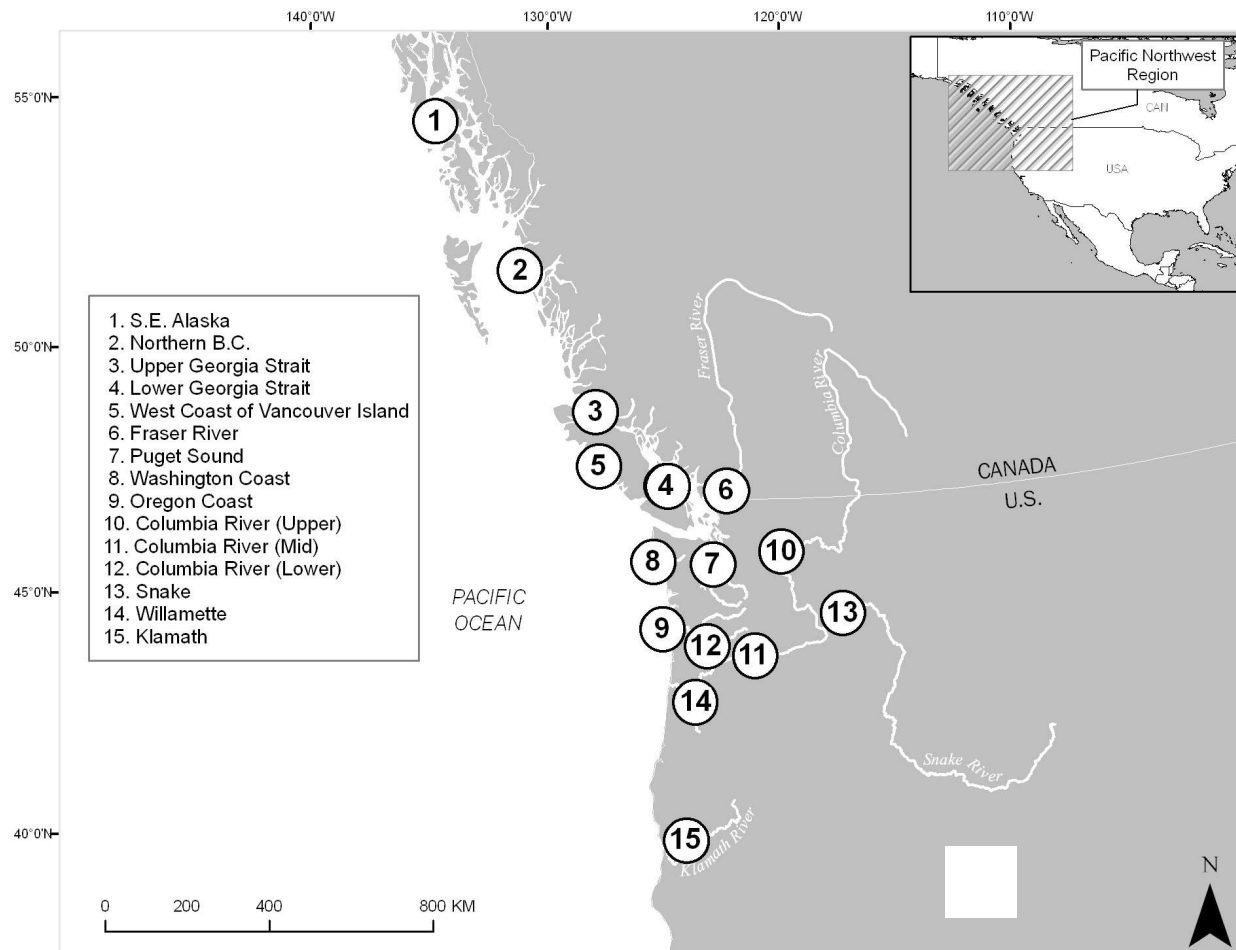 140°0'W
130°0'W
120°0'W
110°0'W
55°0'N
50°0'N
45°0'N
40°0'N
Pacific Northwest
Region
CAN
USA
1
2
3
4
5
6
7
8
9
10
11
12
13
14
15
1. S.E. Alaska
2. Northern B.C.
3. Upper Georgia Strait
4. Lower Georgia Strait
5. West Coast of Vancouver Island
6. Fraser River
7. Puget Sound
8. Washington Coast
9. Oregon Coast
10. Columbia River (Upper)
11. Columbia River (Mid)
12. Columbia River (Lower)
13. Snake
14. Willamette
15. Klamath
Fraser River
Columbia River
CANADA
U.S.
PACIFIC
OCEAN
Snake River
Klamath River
0 200 400 800 KM
N